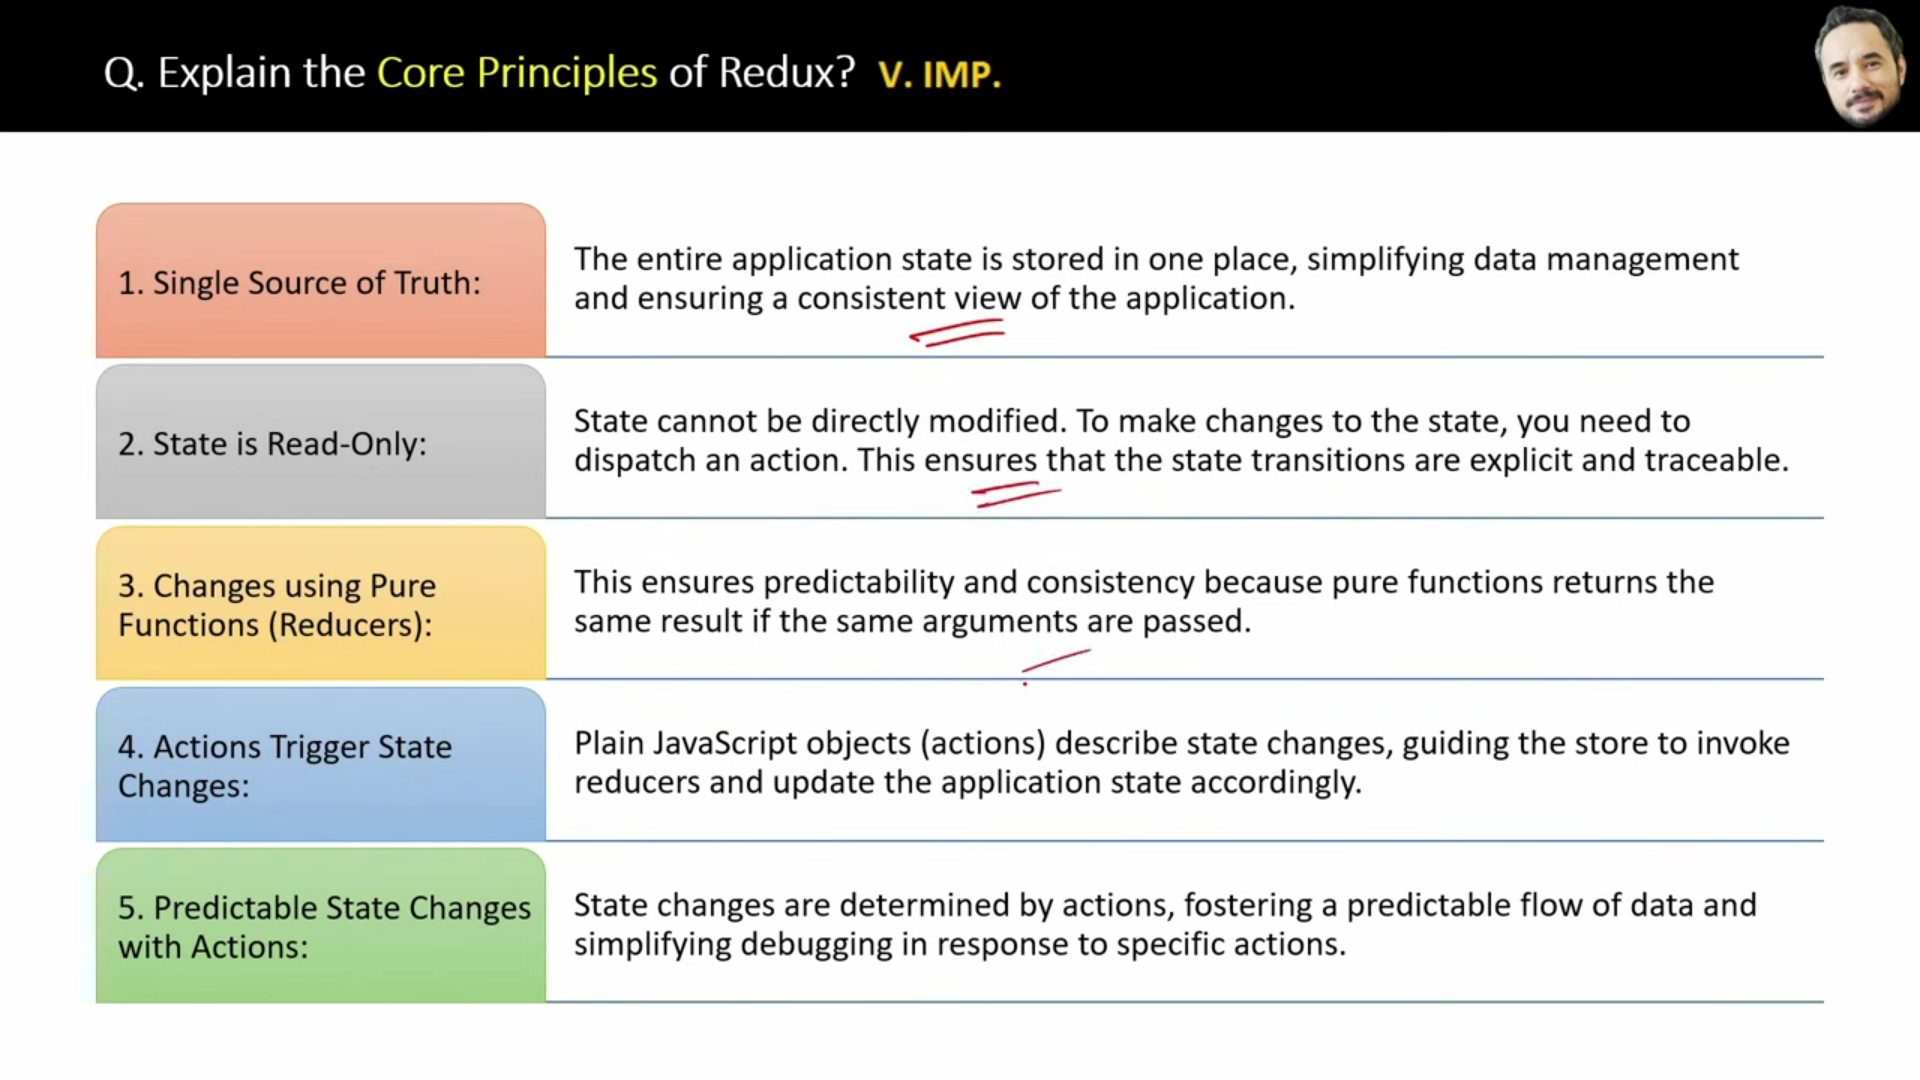 Q. Explain the Core Principles of Redux? V. IMP.
1. Single Source of Truth:
The entire application state is stored in one place, simplifying data management
and ensuring a consistent view of the application.
2. State is Read-Only:
State cannot be directly modified. To make changes to the state, you need to
dispatch an action. This ensures that the state transitions are explicit and traceable.
3. Changes using Pure
Functions (Reducers):
This ensures predictability and consistency because pure functions returns the
same result if the same arguments are passed.
4. Actions Trigger State
Changes:
Plain JavaScript objects (actions) describe state changes, guiding the store to invoke
reducers and update the application state accordingly.
5. Predictable State Changes
with Actions:
State changes are determined by actions, fostering a predictable flow of data and
simplifying debugging in response to specific actions.